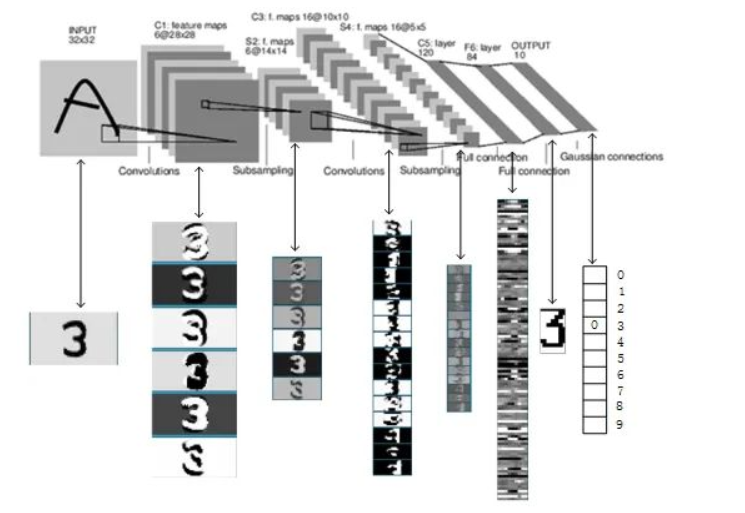 INPUT
32x32
C1: feature maps
6@28x28
S2: f. maps
6@14x14
C3: f. maps 16@10x10
S4: f. maps 16@5x5
C5: layer
120
F6: layer
84
OUTPUT
10
Convolutions
Subsampling
Convolutions
Subsampling
Full connection
Full connection
Gaussian connections
A
3
0
0
1
2
3
4
5
6
7
8
9